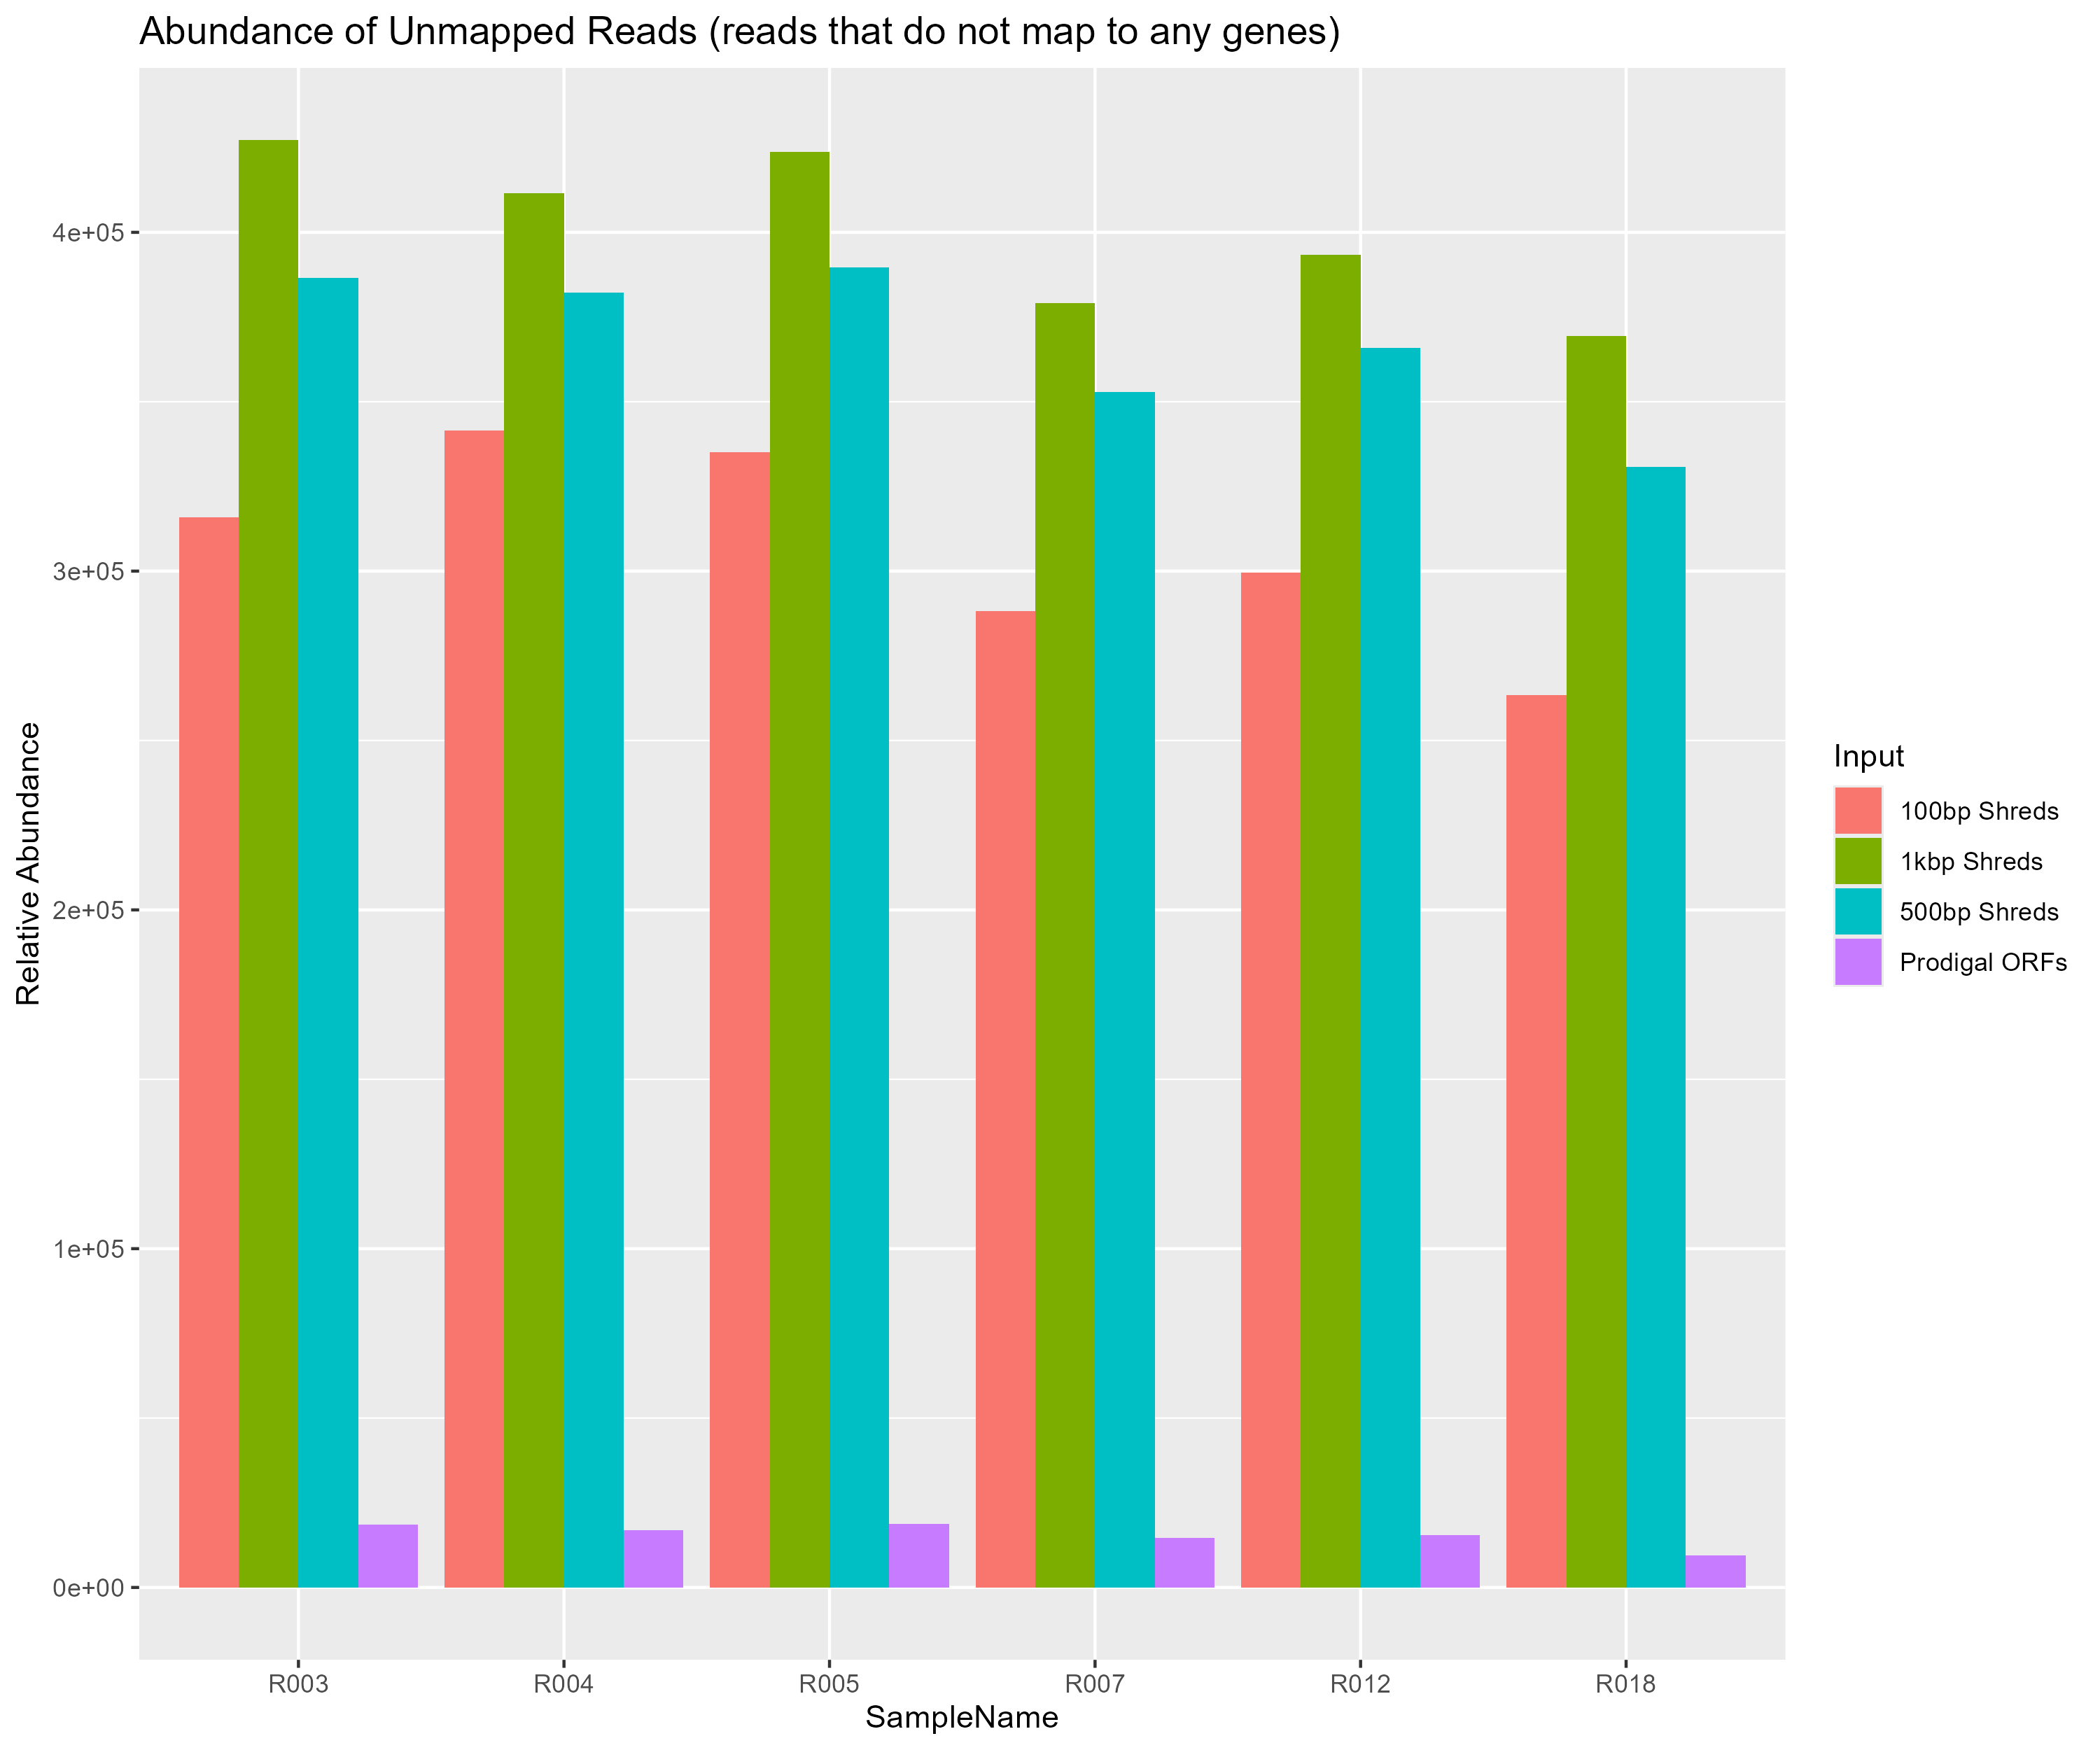 Abundance of Unmapped Reads (reads that do not map to any genes)
Relative Abundance
4e+05
3e+05
2e+05
1e+05
0e+00
R003 R004 R005 R007 R012 R018
SampleName
Input
100bp Shreds
1kbp Shreds
500bp Shreds
Prodigal ORFs